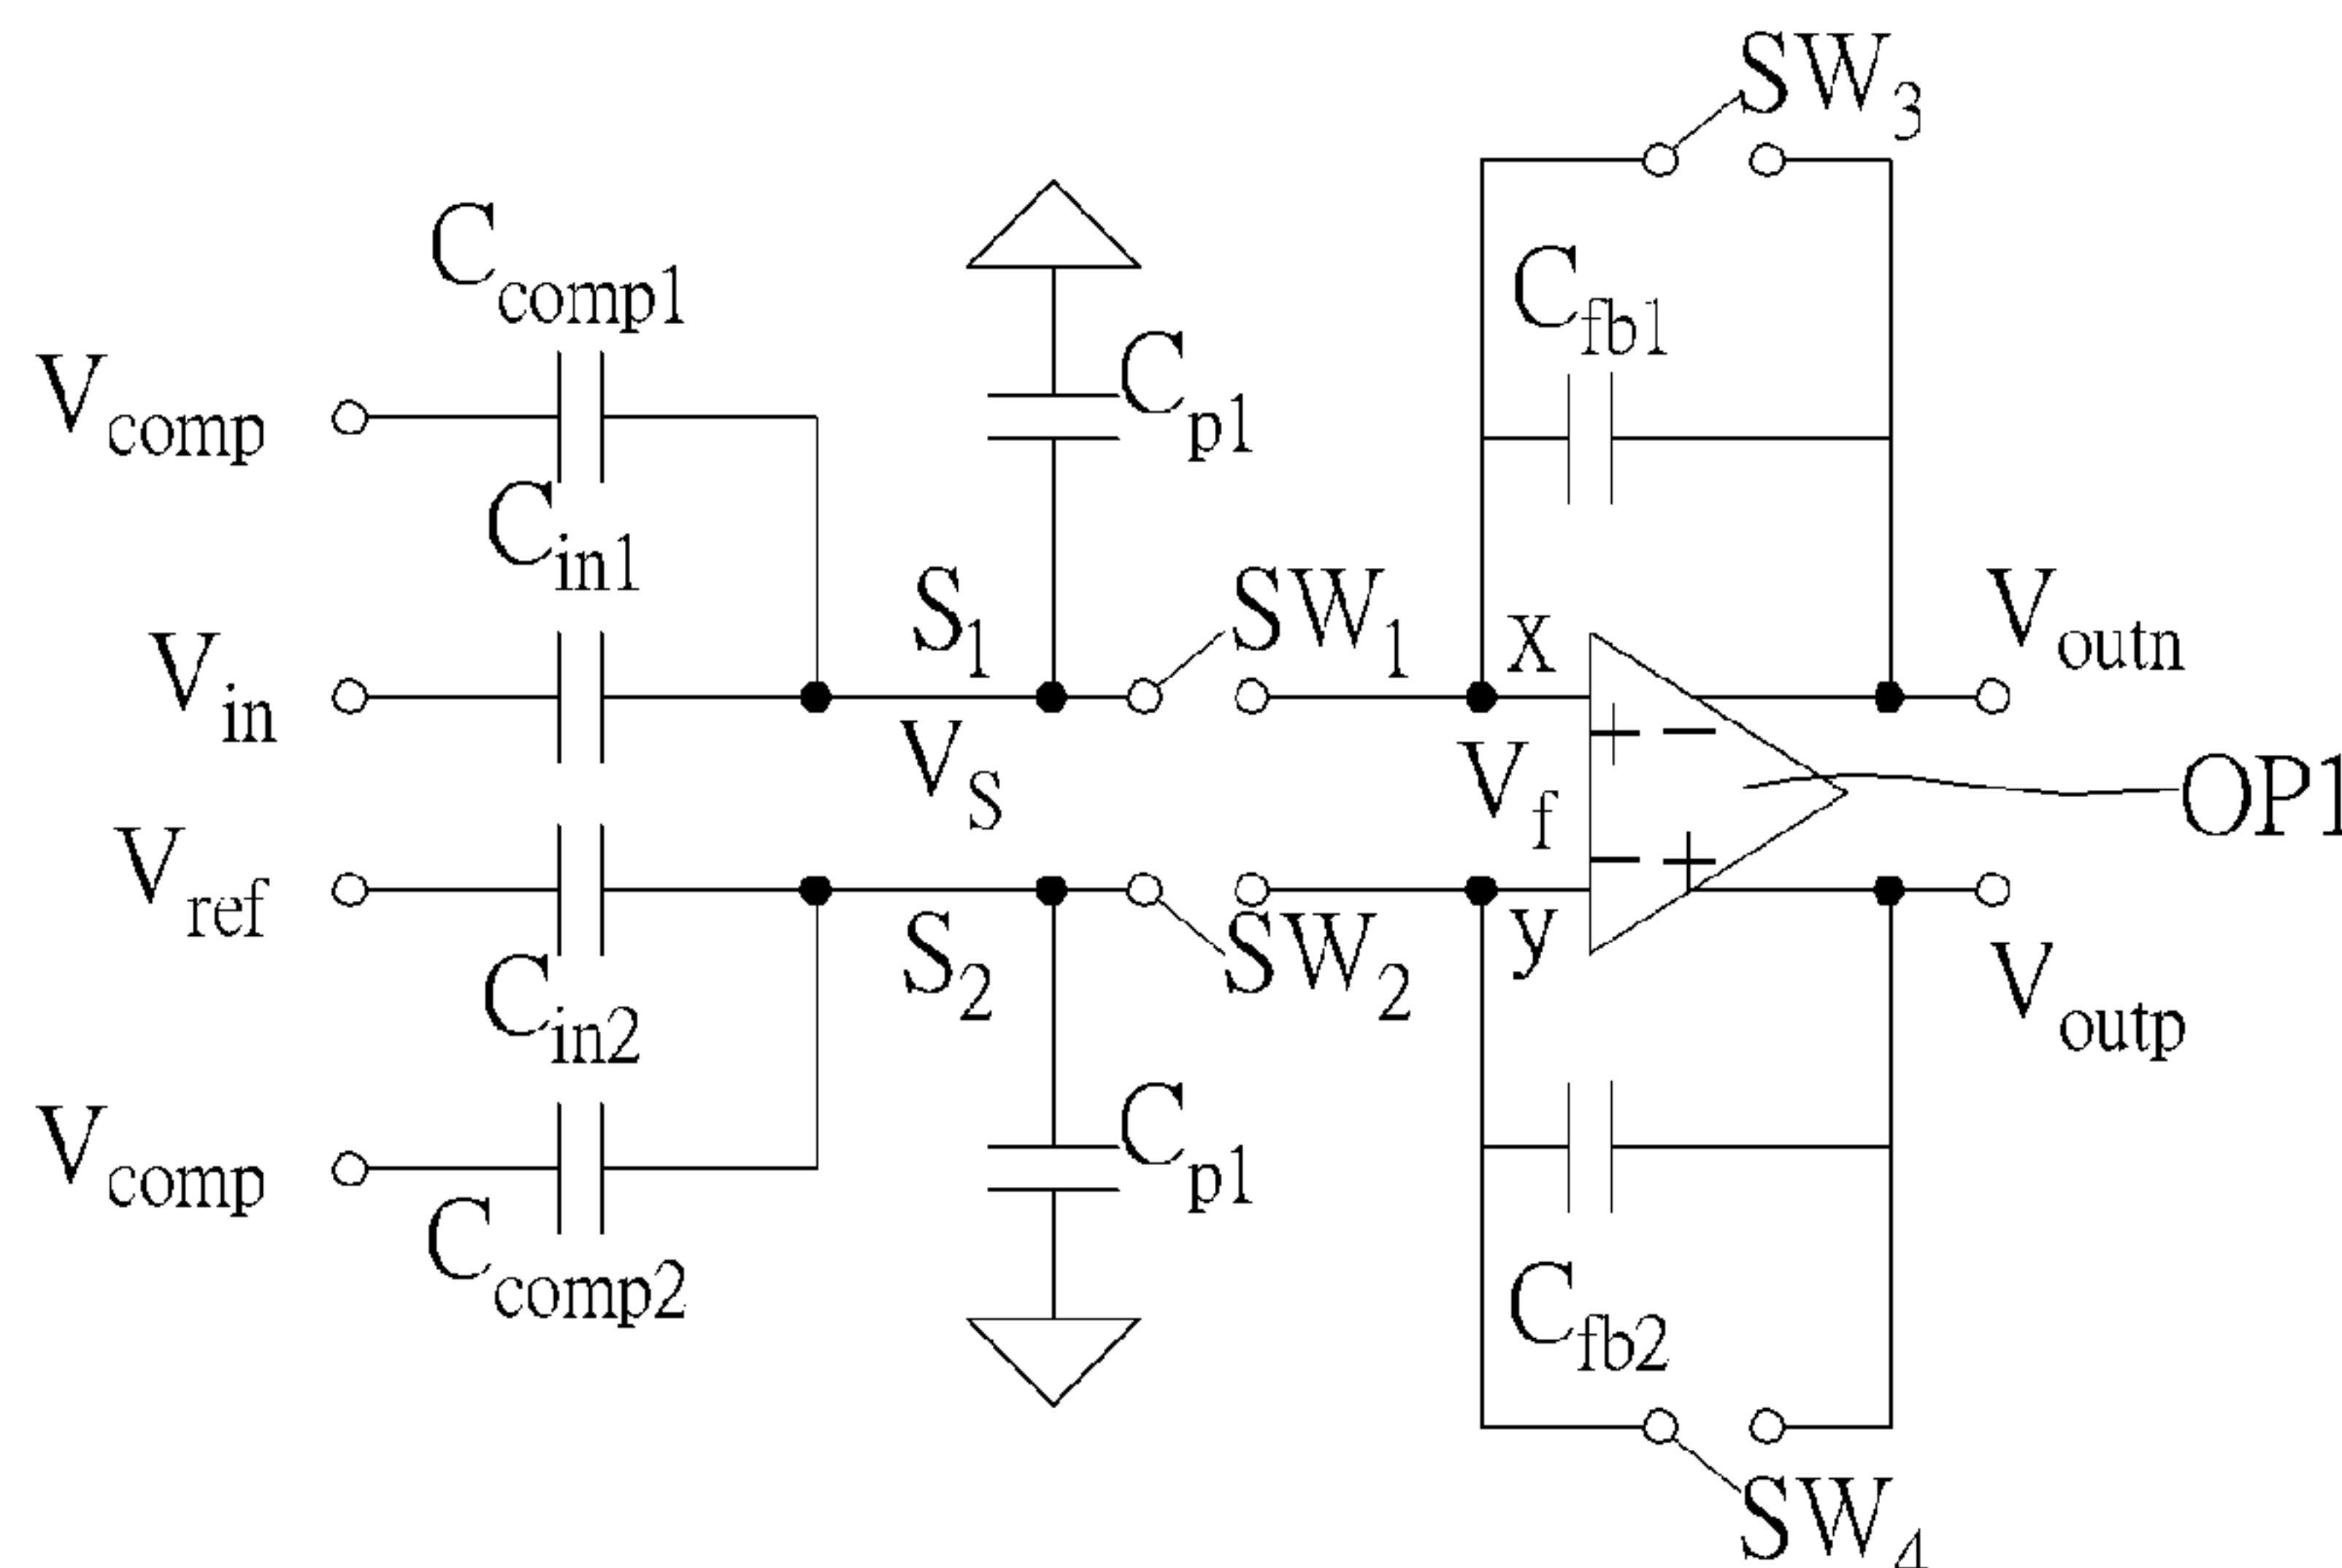 SW3
Ccomp1
Cfb1
Cp1
Vcomp
Cin1
S1
SW1
x
Voutn
Vin
VS
Vf
+ −
OP1
Vref
− +
S2
SW2
y
Voutp
Cin2
Cp1
Vcomp
Ccomp2
Cfb2
SW4